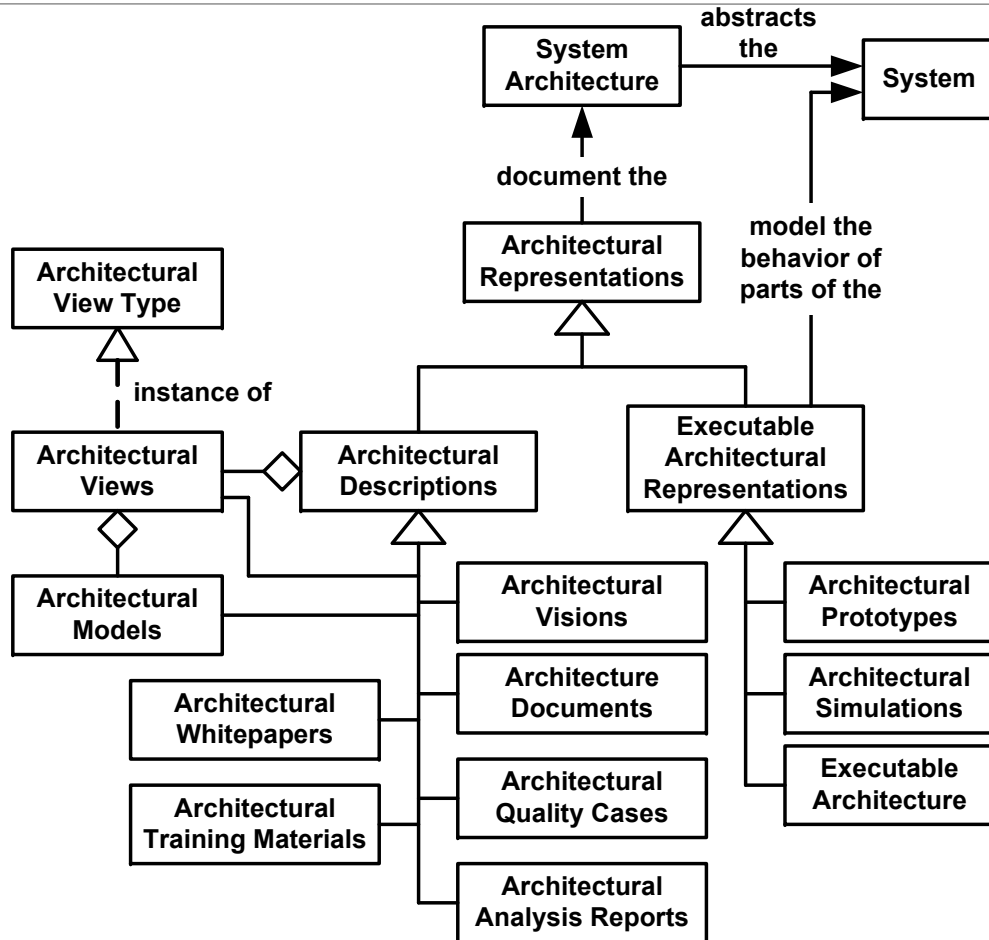 abstracts
the
System
Architecture
System
document the
Architectural
Representations
model the
behavior of
parts of the
Architectural
View Type
instance of
Architectural
Views
Architectural
Descriptions
Executable
Architectural
Representations
Architectural
Models
Architectural
Visions
Architectural
Prototypes
Architectural
Whitepapers
Architecture
Documents
Architectural
Simulations
Architectural
Training Materials
Architectural
Quality Cases
Executable
Architecture
Architectural
Analysis Reports